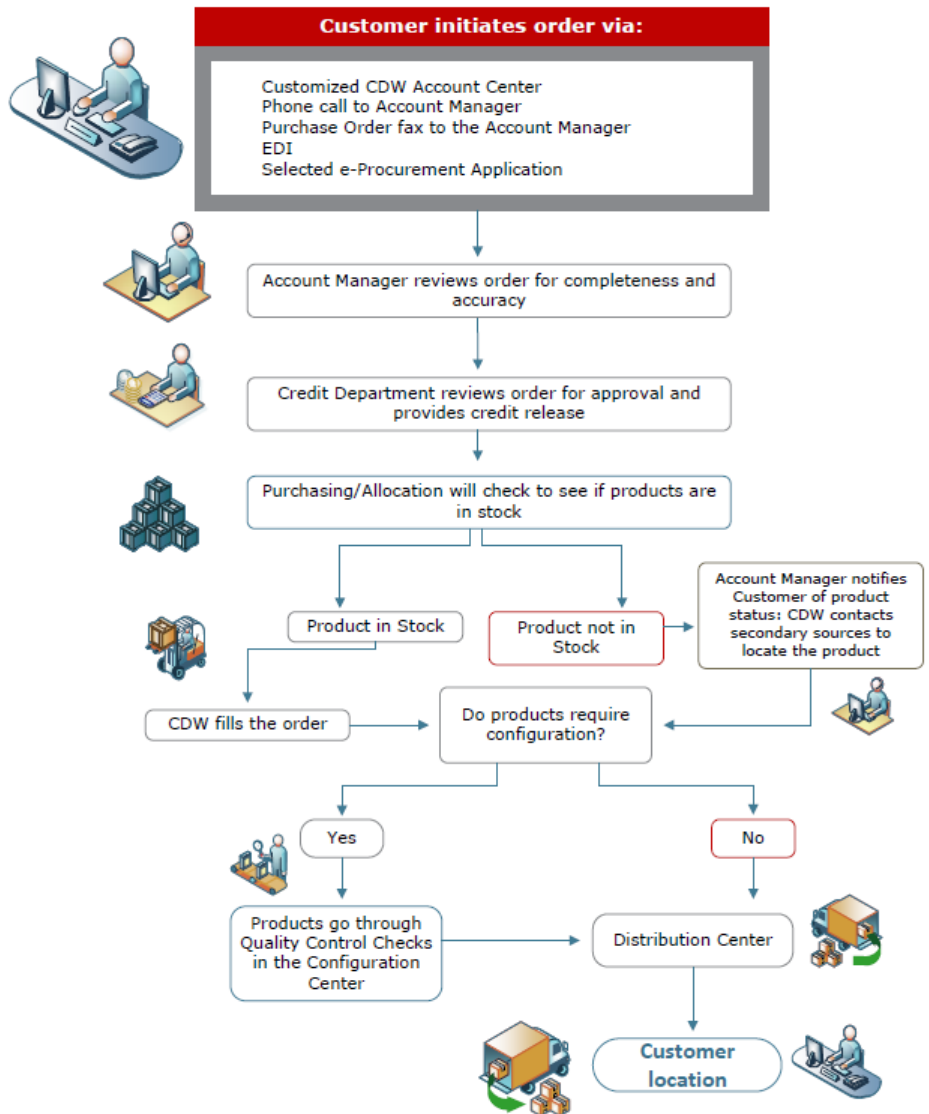 Customer initiates order via:
Customized CDW Account Center
Phone call to Account Manager
Purchase Order fax to the Account Manager
EDI
Selected e-Procurement Application
Account Manager reviews order for completeness and
accuracy
Credit Department reviews order for approval and
provides credit release
Purchasing/Allocation will check to see if products are
in stock
Product in Stock
Product not in
Stock
Account Manager notifies
Customer of product
status: CDW contacts
secondary sources to
locate the product
CDW fills the order
Do products require
configuration?
Yes
No
Products go through
Quality Control Checks
in the Configuration
Center
Distribution Center
Customer
location